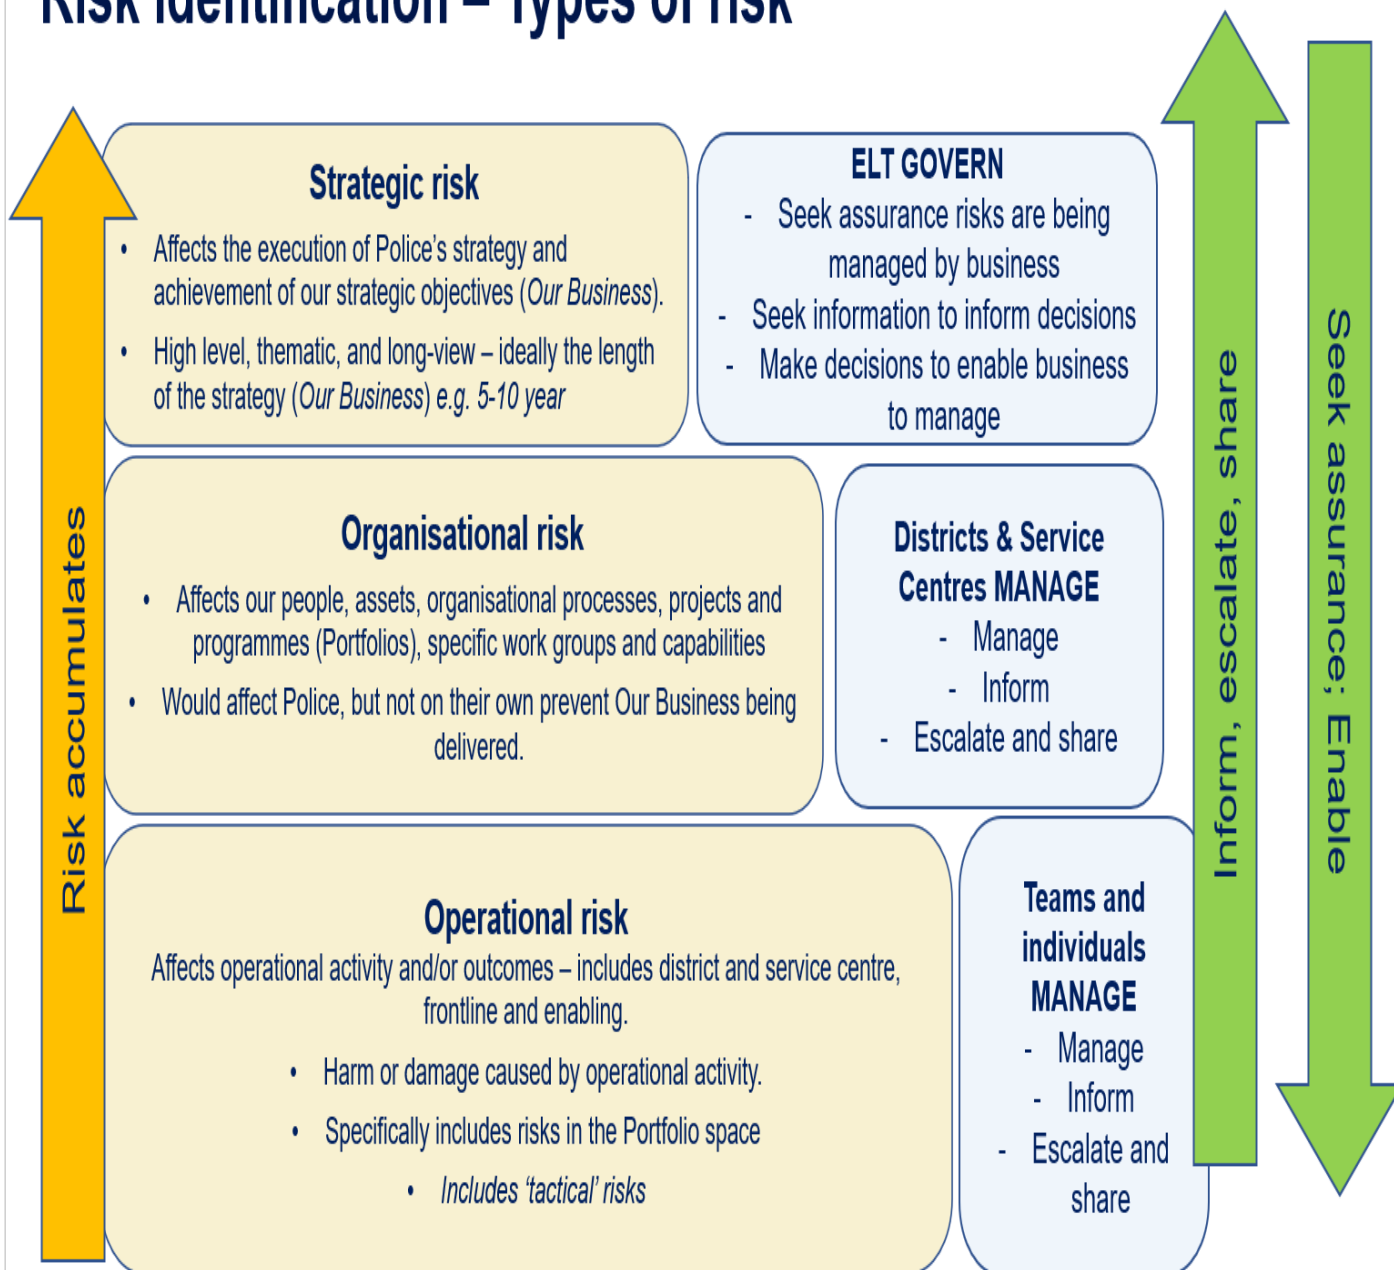 Risk Identification – Types of risk
Strategic risk
• Affects the execution of Police's strategy and
achievement of our strategic objectives (Our Business).
• High level, thematic, and long-view – ideally the length
of the strategy (Our Business) e.g. 5-10 year
ELT GOVERN
- Seek assurance risks are being
managed by business
- Seek information to inform decisions
- Make decisions to enable business
to manage
Organisational risk
• Affects our people, assets, organisational processes, projects and
programmes (Portfolios), specific work groups and capabilities
• Would affect Police, but not on their own prevent Our Business being
delivered.
Districts & Service
Centres MANAGE
- Manage
- Inform
- Escalate and share
Operational risk
Affects operational activity and/or outcomes – includes district and service centre,
frontline and enabling.
• Harm or damage caused by operational activity.
• Specifically includes risks in the Portfolio space
• Includes ‘tactical’ risks
Teams and
individuals
MANAGE
- Manage
- Inform
- Escalate and
share
Risk accumulates
Inform, escalate, share
Seek assurance; Enable